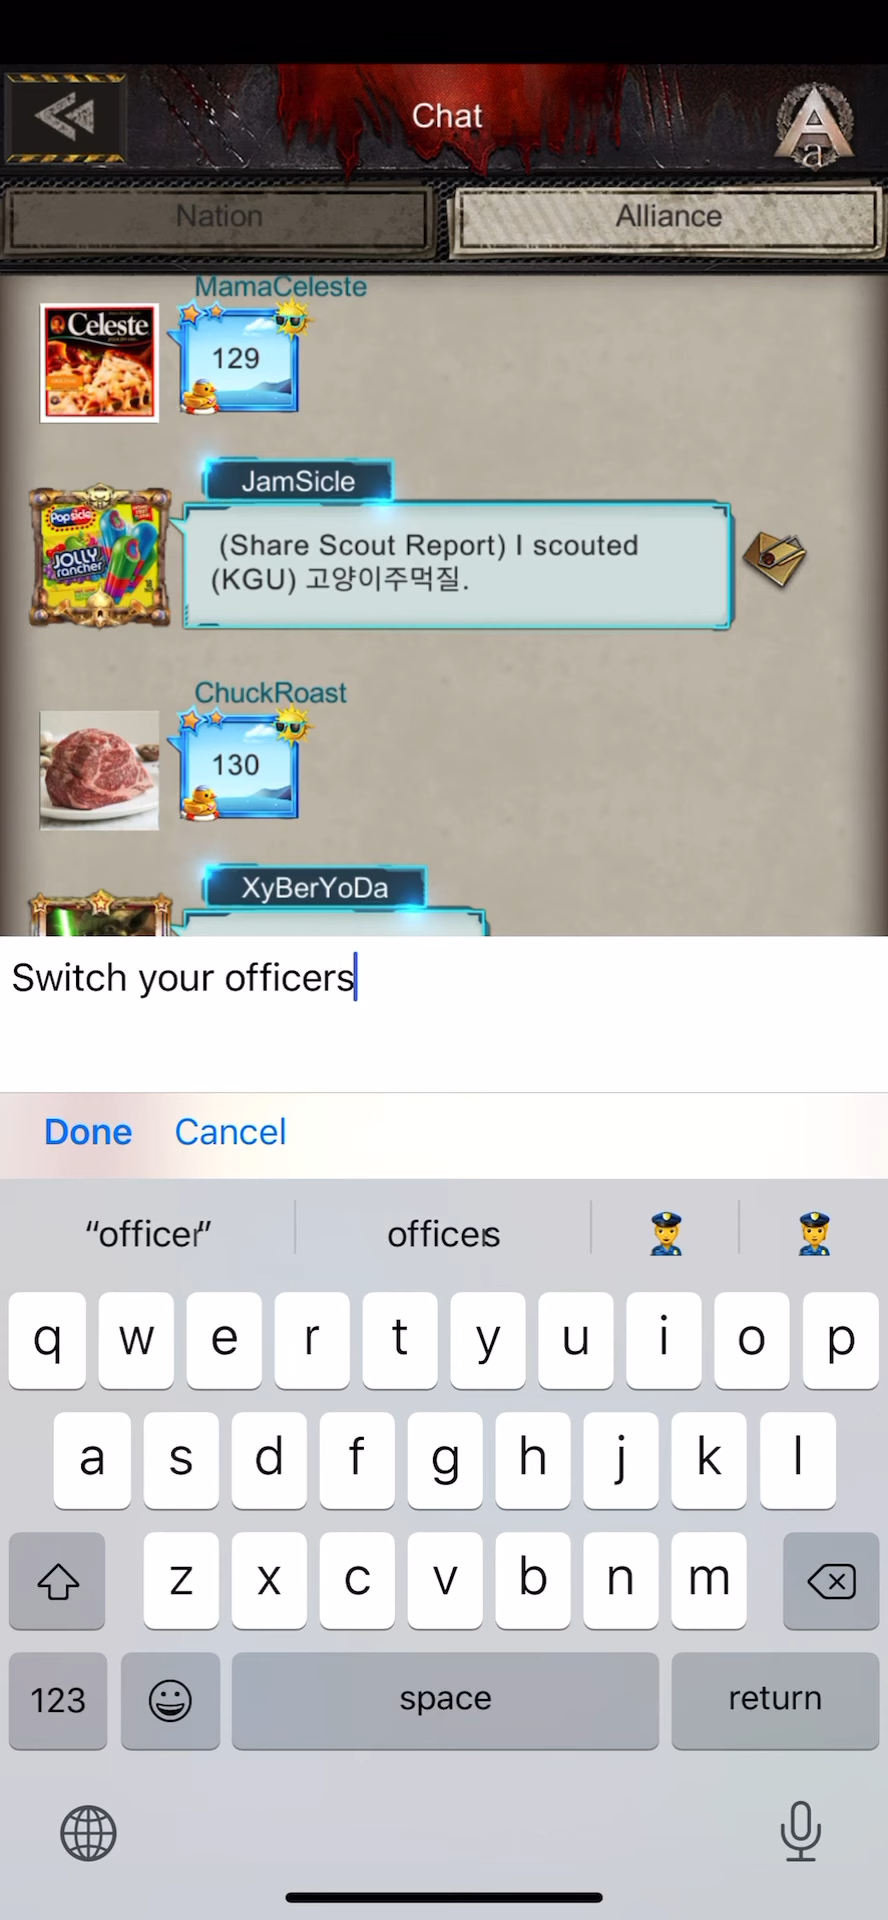 Chat
A
a
Nation
Alliance
MamaCeleste
Celeste
129
JamSicle
Popsicle
JOLLY
rancher
(Share Scout Report) I scouted
(KGU) 고양이주먹질.
ChuckRoast
130
XyBerYoDa
Switch your officers
Done Cancel
“officer” officers
q w e r t y u i o p
a s d f g h j k l
z x c v b n m
123 space return